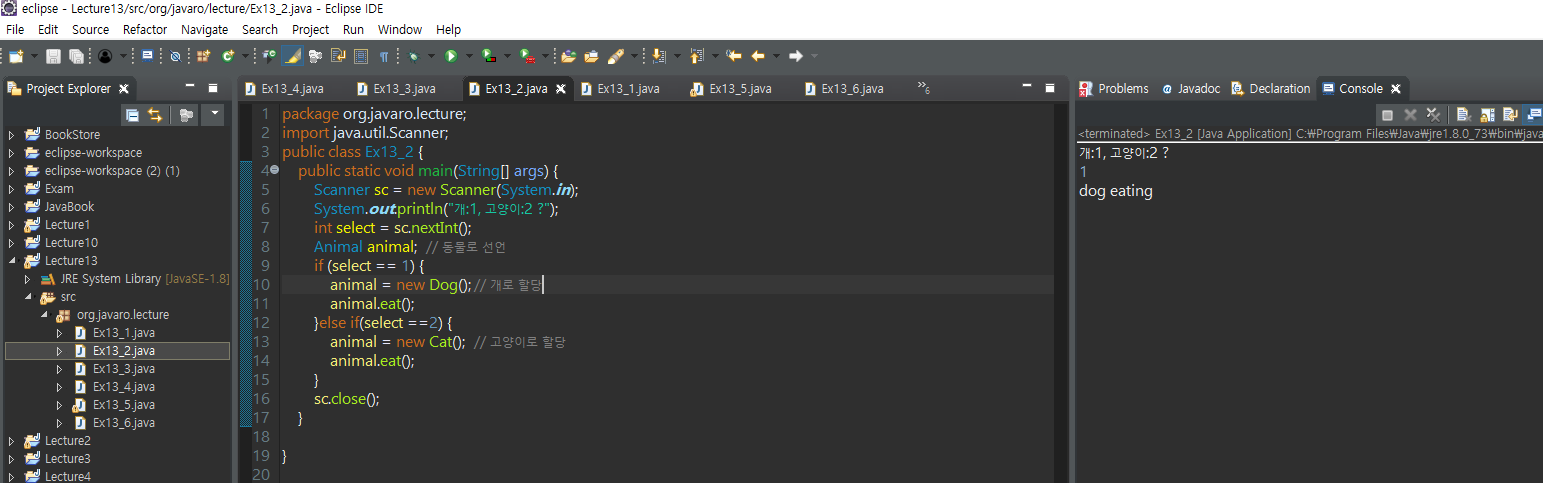 eclipse - Lecture13/src/org/javaro/lecture/Ex13_2.java - Eclipse IDE
File Edit Source Refactor Navigate Search Project Run Window Help
Project Explorer
BookStore
eclipse-workspace
eclipse-workspace (2) (1)
Exam
JavaBook
Lecture1
Lecture10
Lecture13
JRE System Library [JavaSE-1.8]
src
org.javaro.lecture
Ex13_1.java
Ex13_2.java
Ex13_3.java
Ex13_4.java
Ex13_5.java
Ex13_6.java
Lecture2
Lecture3
Lecture4
Ex13_4.java Ex13_3.java Ex13_2.java Ex13_1.java Ex13_5.java Ex13_6.java »6
1 package org.javaro.lecture;
2 import java.util.Scanner;
3 public class Ex13_2 {
4 public static void main(String[] args) {
5 Scanner sc = new Scanner(System.in);
6 System.out.println("개:1, 고양이:2 ?");
7 int select = sc.nextInt();
8 Animal animal; // 동물로 선언
9 if (select == 1) {
10 animal = new Dog(); // 개로 할당
11 animal.eat();
12 }else if(select ==2) {
13 animal = new Cat(); // 고양이로 할당
14 animal.eat();
15 }
16 sc.close();
17 }
18
19 }
20
Problems @ Javadoc Declaration Console
<terminated> Ex13_2 [Java Application] C:₩Program Files₩Java₩jre1.8.0_73₩bin₩java
개:1, 고양이:2 ?
1
dog eating